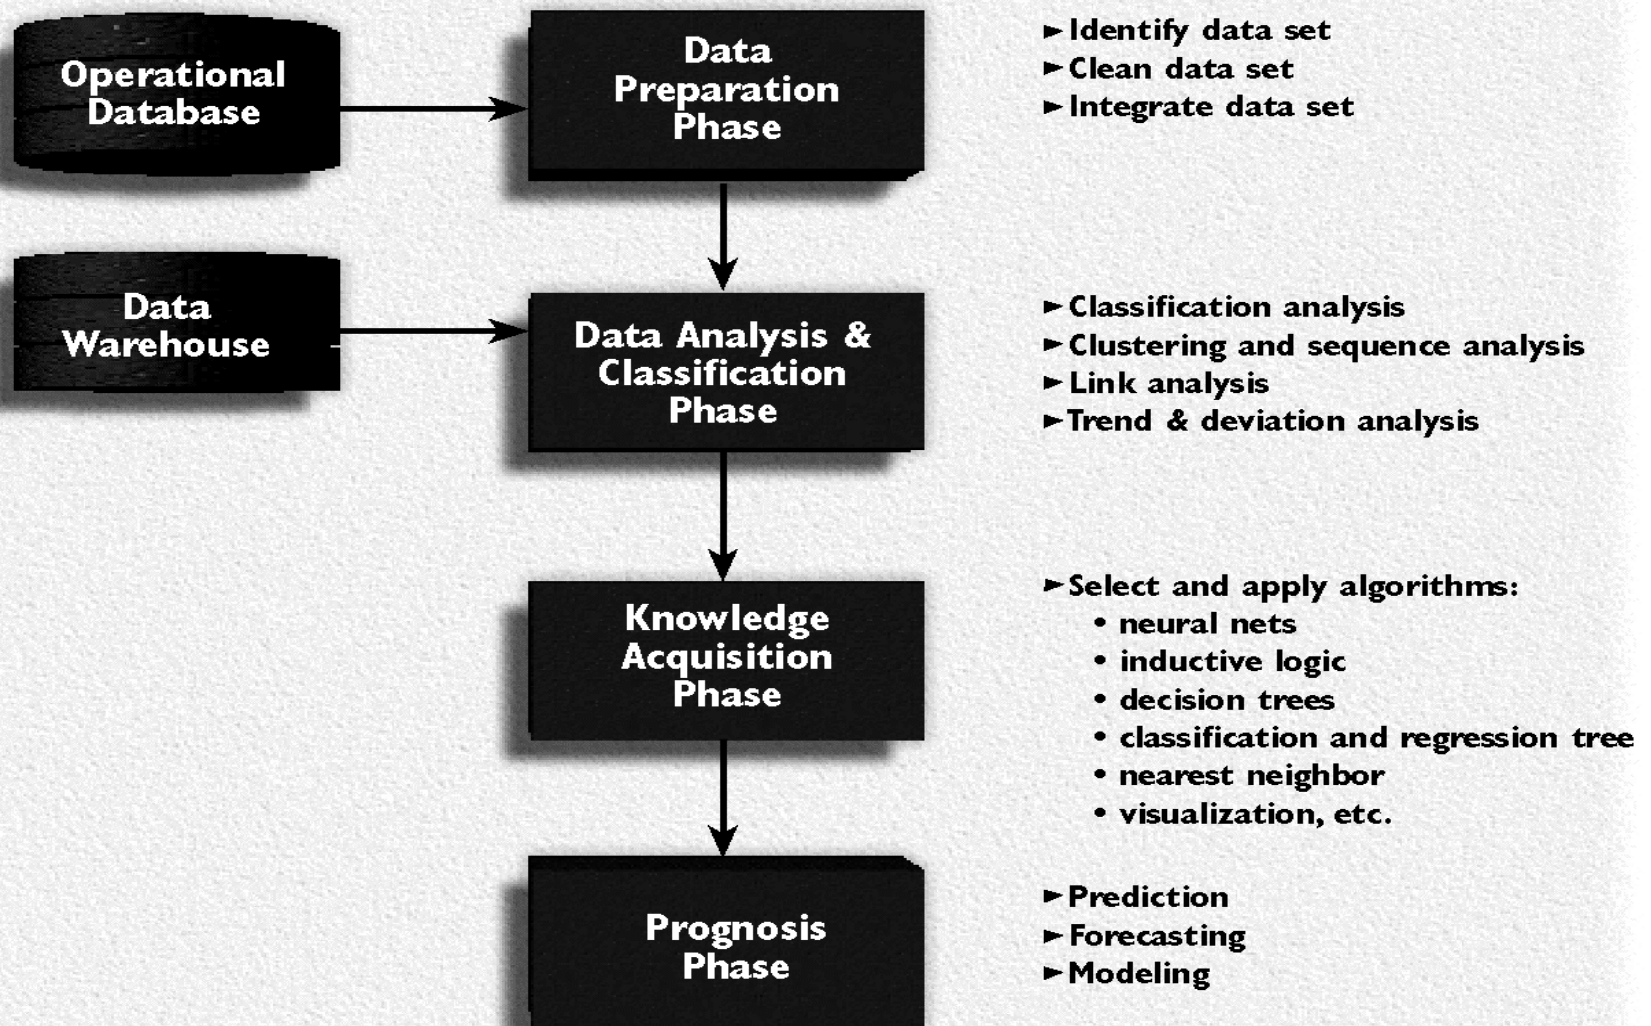 Operational
Database
Data
Preparation
Phase
► Identify data set
► Clean data set
► Integrate data set
Data
Warehouse
Data Analysis &
Classification
Phase
► Classification analysis
► Clustering and sequence analysis
► Link analysis
► Trend & deviation analysis
Knowledge
Acquisition
Phase
► Select and apply algorithms:
• neural nets
• inductive logic
• decision trees
• classification and regression tree
• nearest neighbor
• visualization, etc.
Prognosis
Phase
► Prediction
► Forecasting
► Modeling